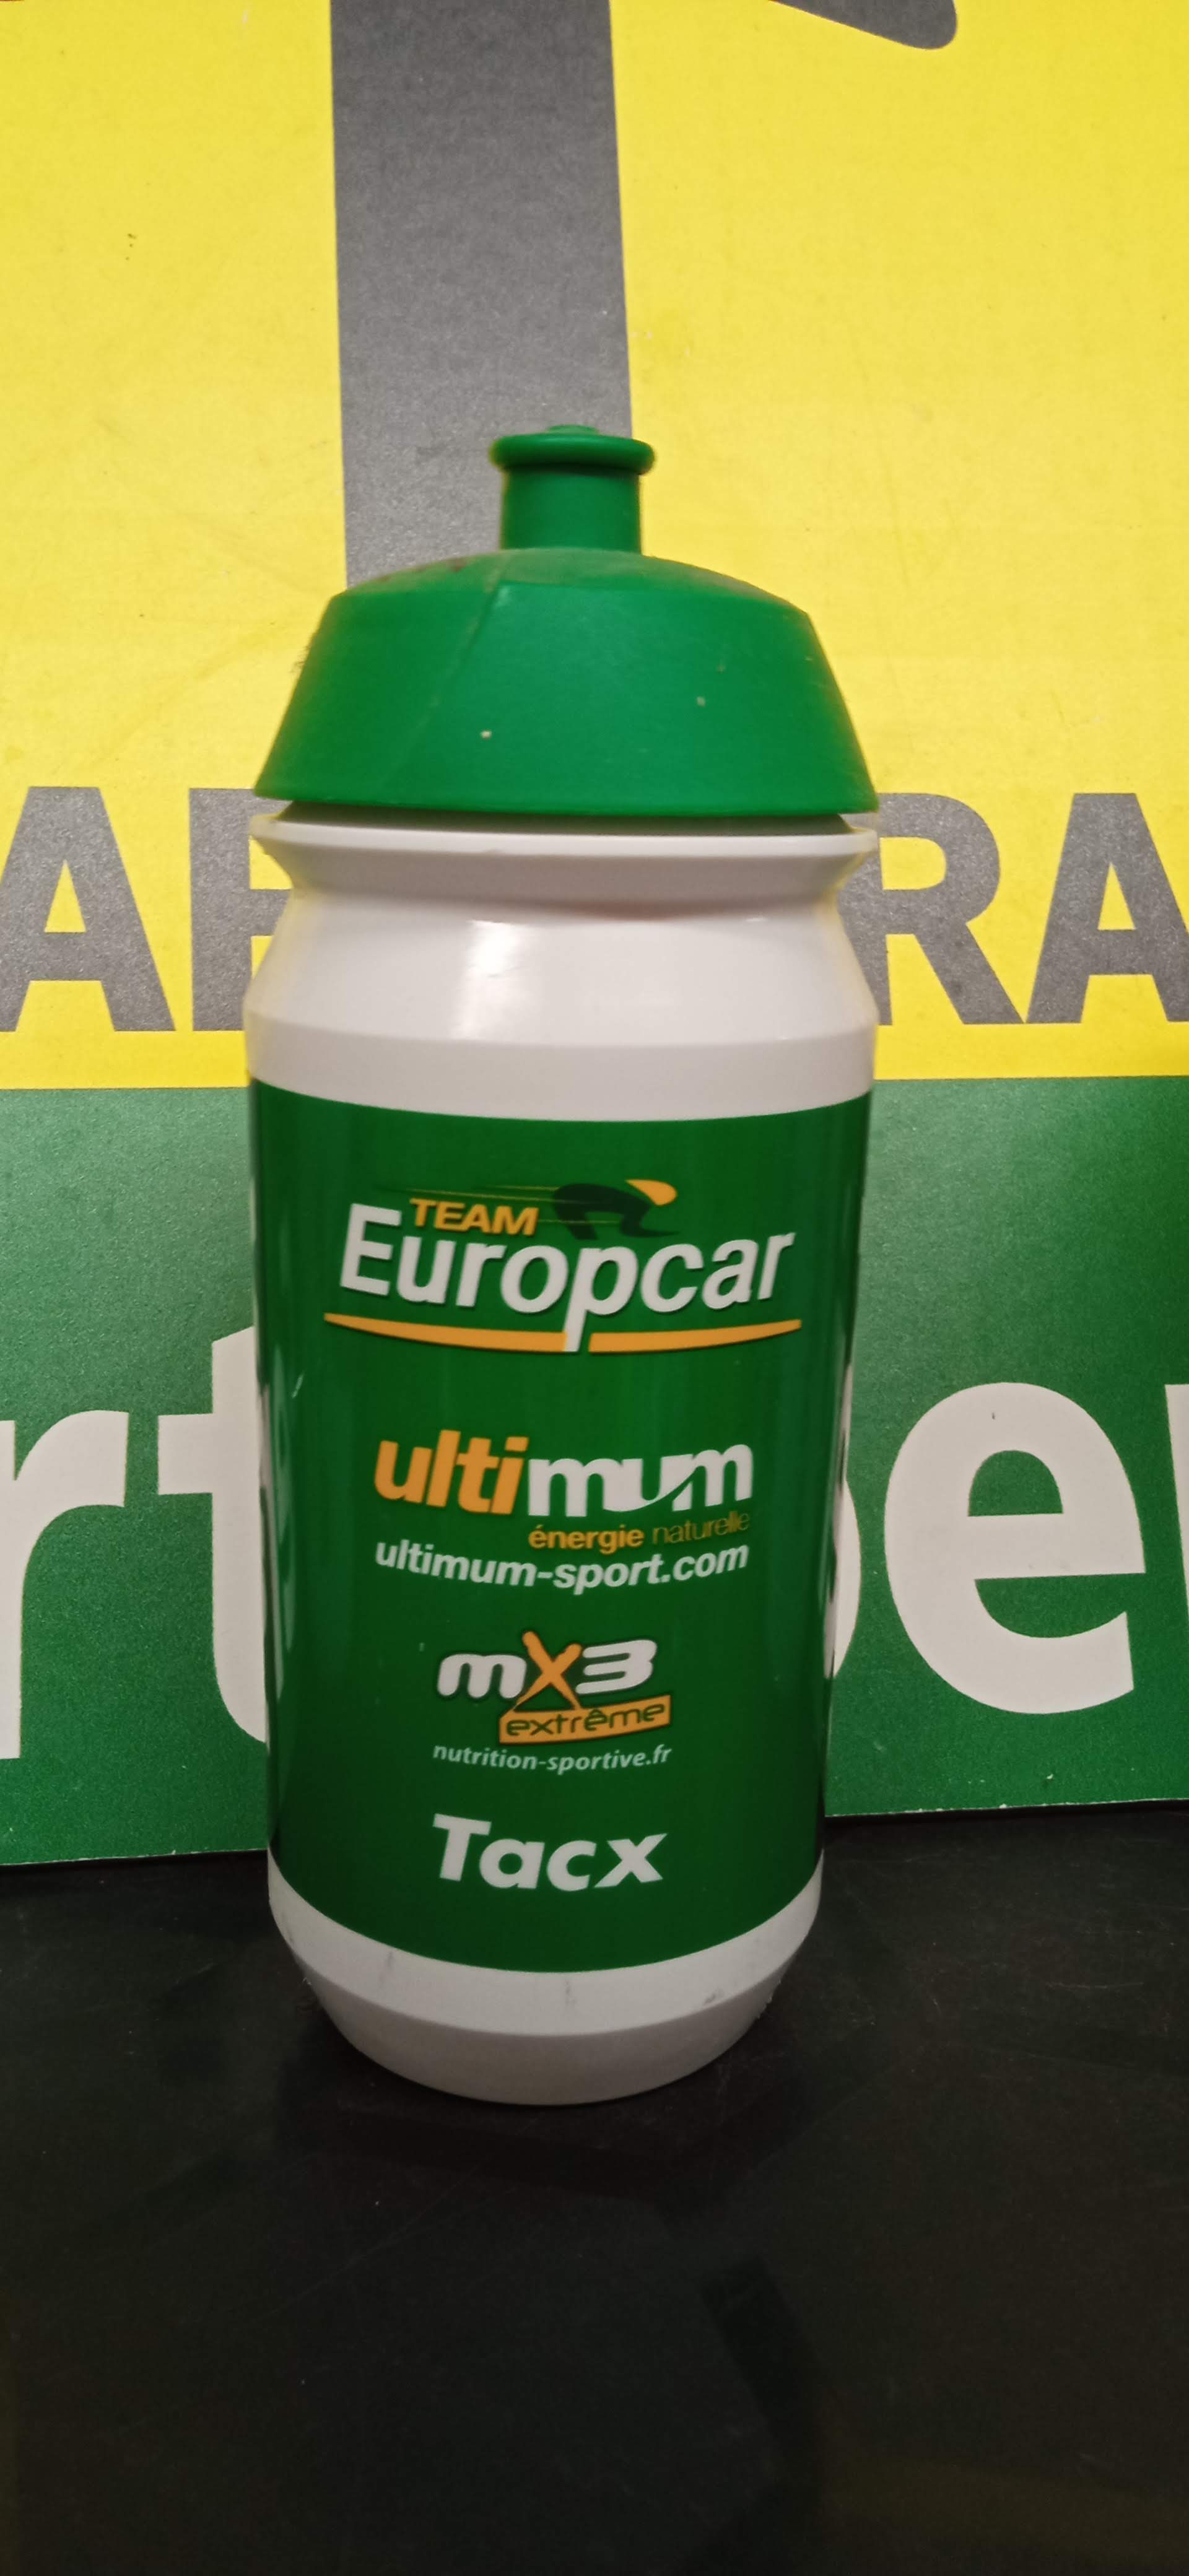 TEAM
Europcar
ultimum
énergie naturelle
ultimum-sport.com
mX3
extrême
nutrition-sportive.fr
Tacx